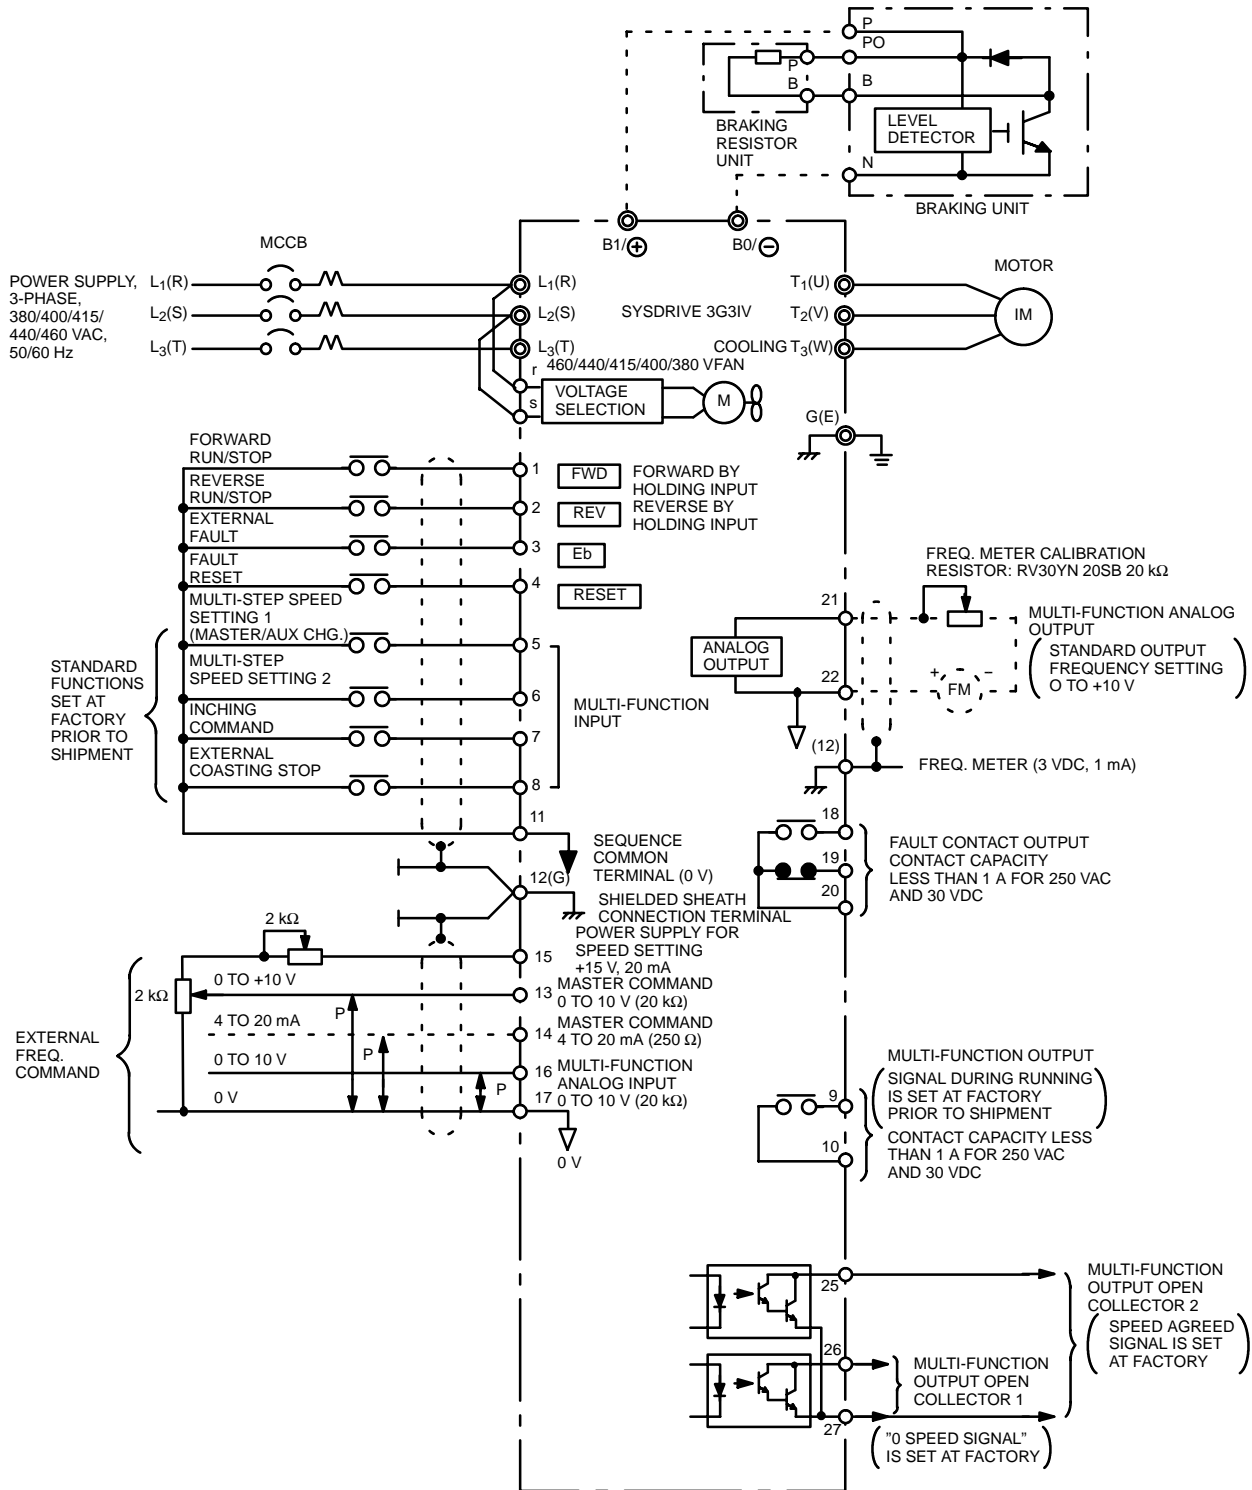 P
PO
P
B
B
BRAKING
RESISTOR
UNIT
LEVEL
DETECTOR
N
BRAKING UNIT
B1/+
B0/−
MCCB
MOTOR
POWER SUPPLY,
3-PHASE,
380/400/415/
440/460 VAC,
50/60 Hz
L1(R)
L2(S)
L3(T)
L1(R)
L2(S)
L3(T)
SYSDRIVE 3G3IV
T1(U)
T2(V)
COOLING T3(W)
IM
r 460/440/415/400/380 VFAN
s
VOLTAGE
SELECTION
M
G(E)
FORWARD
RUN/STOP
1
FWD
FORWARD BY
HOLDING INPUT
REVERSE
RUN/STOP
2
REV
REVERSE BY
HOLDING INPUT
EXTERNAL
FAULT
3
Eb
FAULT
RESET
4
RESET
MULTI-STEP SPEED
SETTING 1
(MASTER/AUX CHG.)
5
MULTI-STEP
SPEED SETTING 2
6
INCHING
COMMAND
7
EXTERNAL
COASTING STOP
8
STANDARD
FUNCTIONS
SET AT
FACTORY
PRIOR TO
SHIPMENT
MULTI-FUNCTION
INPUT
11
SEQUENCE
COMMON
TERMINAL (0 V)
12(G)
SHIELDED SHEATH
CONNECTION TERMINAL
2 kΩ
15
POWER SUPPLY FOR
SPEED SETTING
+15 V, 20 mA
2 kΩ
0 TO +10 V
P
13
MASTER COMMAND
0 TO 10 V (20 kΩ)
4 TO 20 mA
P
14
MASTER COMMAND
4 TO 20 mA (250 Ω)
0 TO 10 V
P
16
MULTI-FUNCTION
ANALOG INPUT
0 TO 10 V (20 kΩ)
0 V
17
0 V
EXTERNAL
FREQ.
COMMAND
FREQ. METER CALIBRATION
RESISTOR: RV30YN 20SB 20 kΩ
21
ANALOG
OUTPUT
22
+
−
FM
MULTI-FUNCTION ANALOG
OUTPUT
STANDARD OUTPUT
FREQUENCY SETTING
O TO +10 V
(12)
FREQ. METER (3 VDC, 1 mA)
18
19
20
FAULT CONTACT OUTPUT
CONTACT CAPACITY
LESS THAN 1 A FOR 250 VAC
AND 30 VDC
MULTI-FUNCTION OUTPUT
9
SIGNAL DURING RUNNING
IS SET AT FACTORY
PRIOR TO SHIPMENT
10
CONTACT CAPACITY LESS
THAN 1 A FOR 250 VAC
AND 30 VDC
25
MULTI-FUNCTION
OUTPUT OPEN
COLLECTOR 2
SPEED AGREED
SIGNAL IS SET
AT FACTORY
26
MULTI-FUNCTION
OUTPUT OPEN
COLLECTOR 1
27
"0 SPEED SIGNAL"
IS SET AT FACTORY